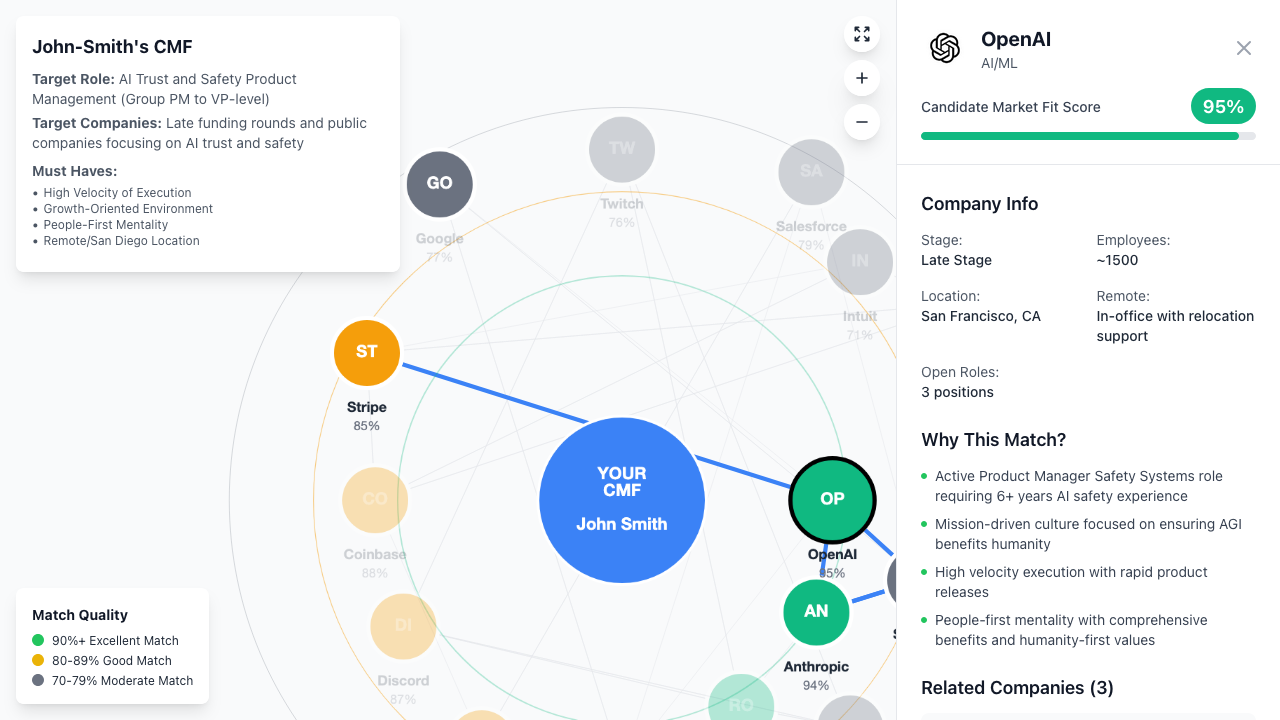 John-Smith's CMF
Target Role: AI Trust and Safety Product
Management (Group PM to VP-level)
Target Companies: Late funding rounds and public
companies focusing on AI trust and safety
Must Haves:
• High Velocity of Execution
• Growth-Oriented Environment
• People-First Mentality
• Remote/San Diego Location
GO
Google
77%
TW
Twitch
76%
SA
Salesforce
79%
IN
Intuit
71%
ST
Stripe
85%
CO
Coinbase
88%
YOUR
CMF
John Smith
OP
OpenAI
95%
AN
Anthropic
94%
DI
Discord
87%
RO
Match Quality
90%+ Excellent Match
80-89% Good Match
70-79% Moderate Match
OpenAI
AI/ML
Candidate Market Fit Score
95%
Company Info
Stage:
Late Stage
Employees:
~1500
Location:
San Francisco, CA
Remote:
In-office with relocation
support
Open Roles:
3 positions
Why This Match?
Active Product Manager Safety Systems role
requiring 6+ years AI safety experience
Mission-driven culture focused on ensuring AGI
benefits humanity
High velocity execution with rapid product
releases
People-first mentality with comprehensive
benefits and humanity-first values
Related Companies (3)